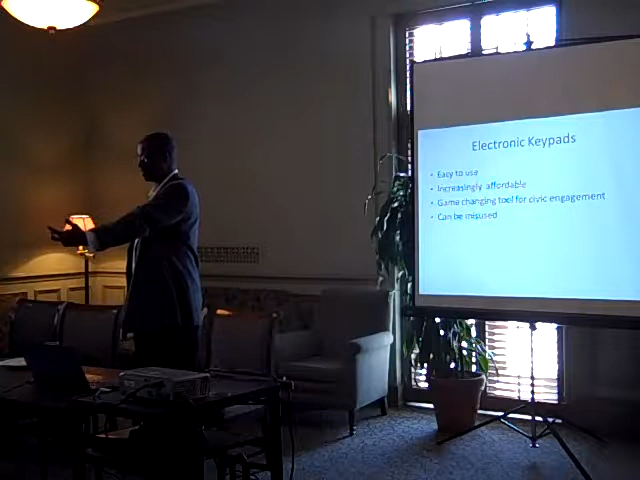 Electronic Keypads
• Easy to use
• Increasingly affordable
• Game changing tool for civic engagement
• Can be misused